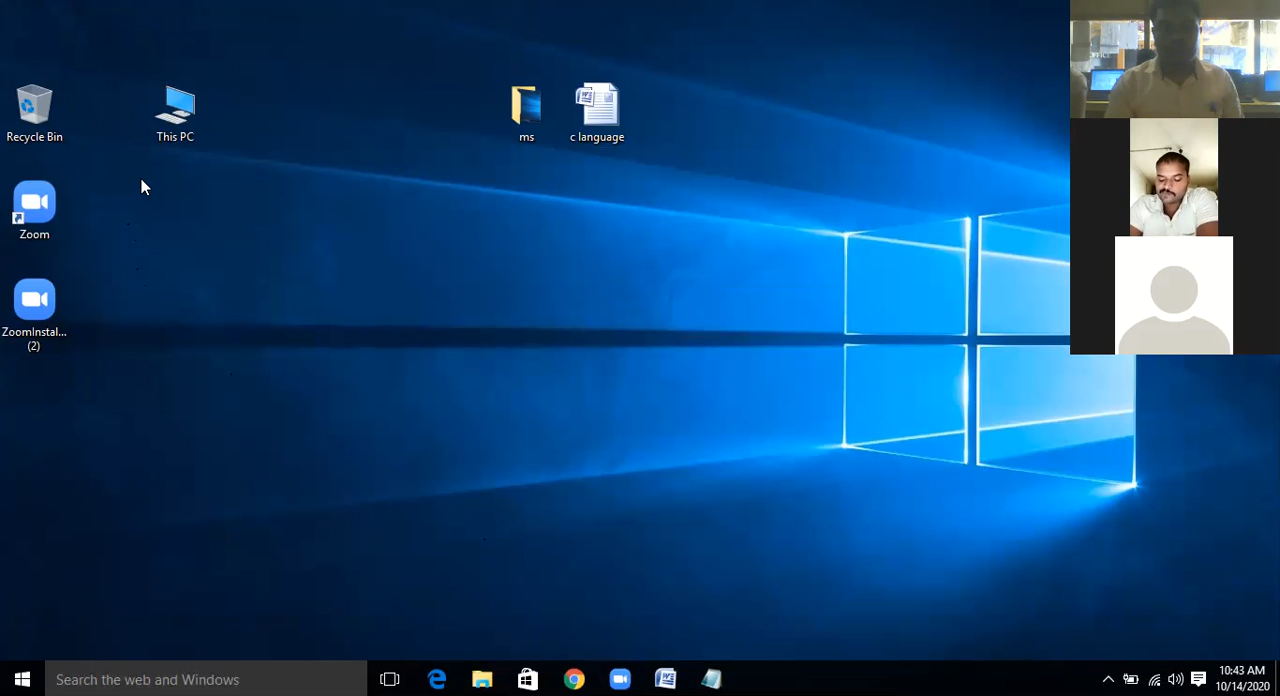 Recycle Bin
This PC
ms
c language
Zoom
ZoomInstal...
(2)
Search the web and Windows
10:43 AM
10/14/2020